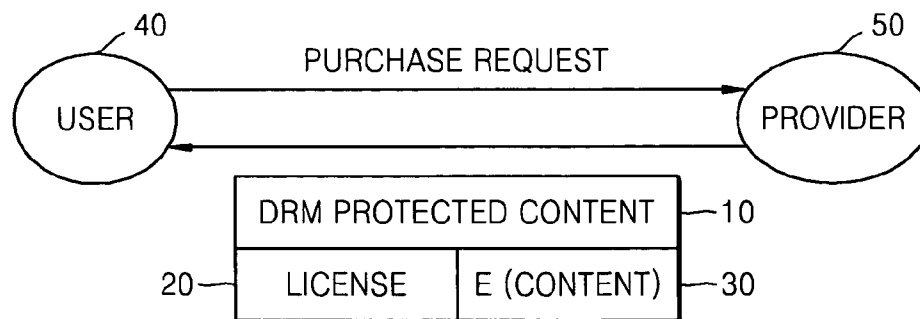 40
50
PURCHASE REQUEST
USER
PROVIDER
DRM PROTECTED CONTENT
10
20
LICENSE
E (CONTENT)
30